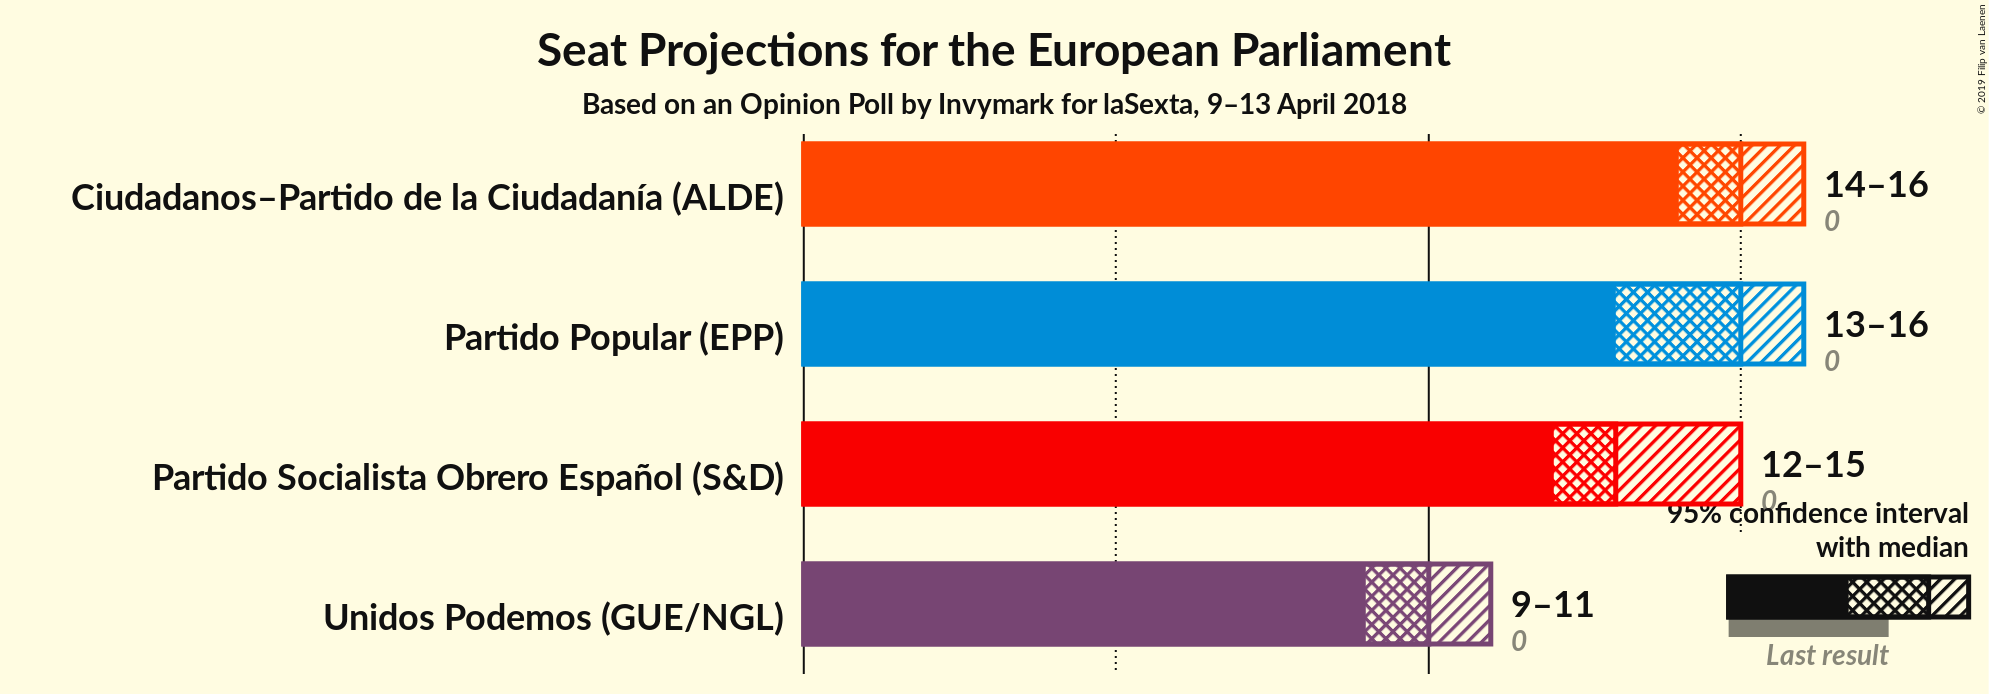 Seat Projections for the European Parliament
Based on an Opinion Poll by Invymark for laSexta, 9–13 April 2018
© 2019 Filip van Laenen
Ciudadanos–Partido de la Ciudadanía (ALDE)
14–16
0
Partido Popular (EPP)
13–16
0
Partido Socialista Obrero Español (S&D)
12–15
0
95% confidence interval
with median
Unidos Podemos (GUE/NGL)
9–11
0
Last result